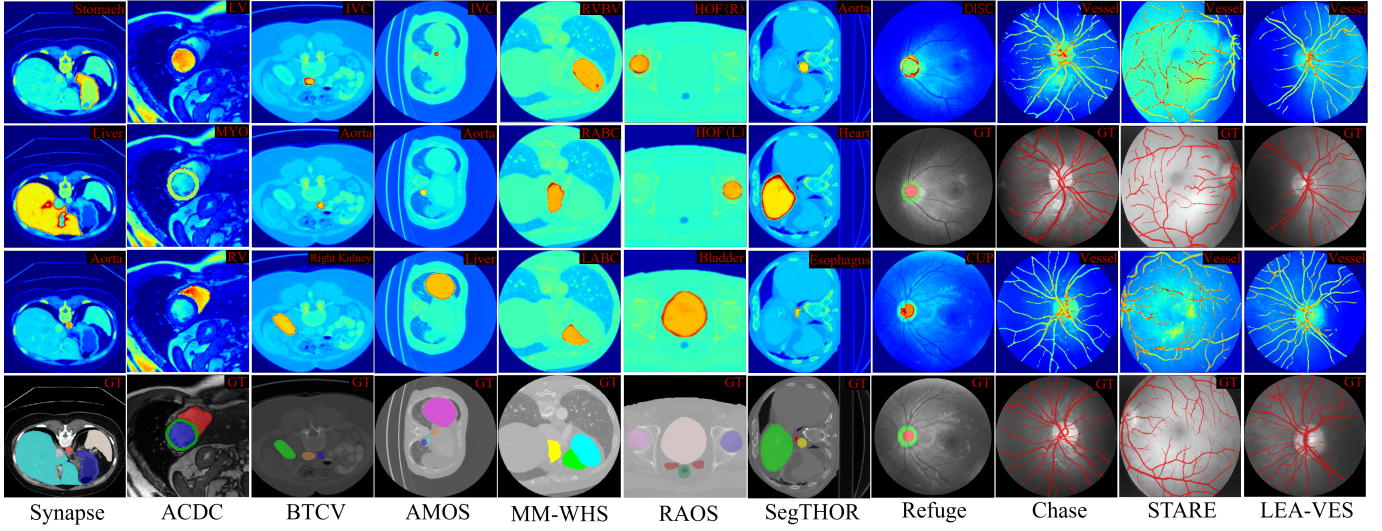 Stomach LV IVC IVC RVBV HOF (R) Aorta DISC Vessel Vessel Vessel
Liver MYO Aorta Aorta RABC HOF (L) Heart GT GT GT GT
Aorta RV Right Kidney Liver LABC Bladder Esophagus CUP Vessel Vessel Vessel
GT GT GT GT GT GT GT GT GT GT GT
Synapse ACDC BTCV AMOS MM-WHS RAOS SegTHOR Refuge Chase STARE LEA-VES